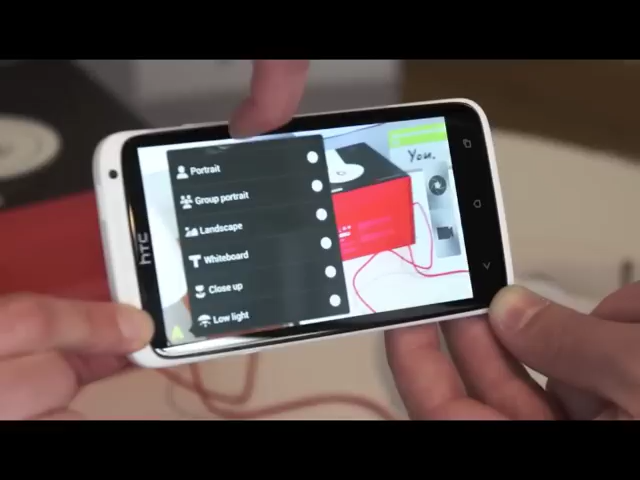 Portrait
Group portrait
Landscape
Whiteboard
Close up
Low light
You.
hTC